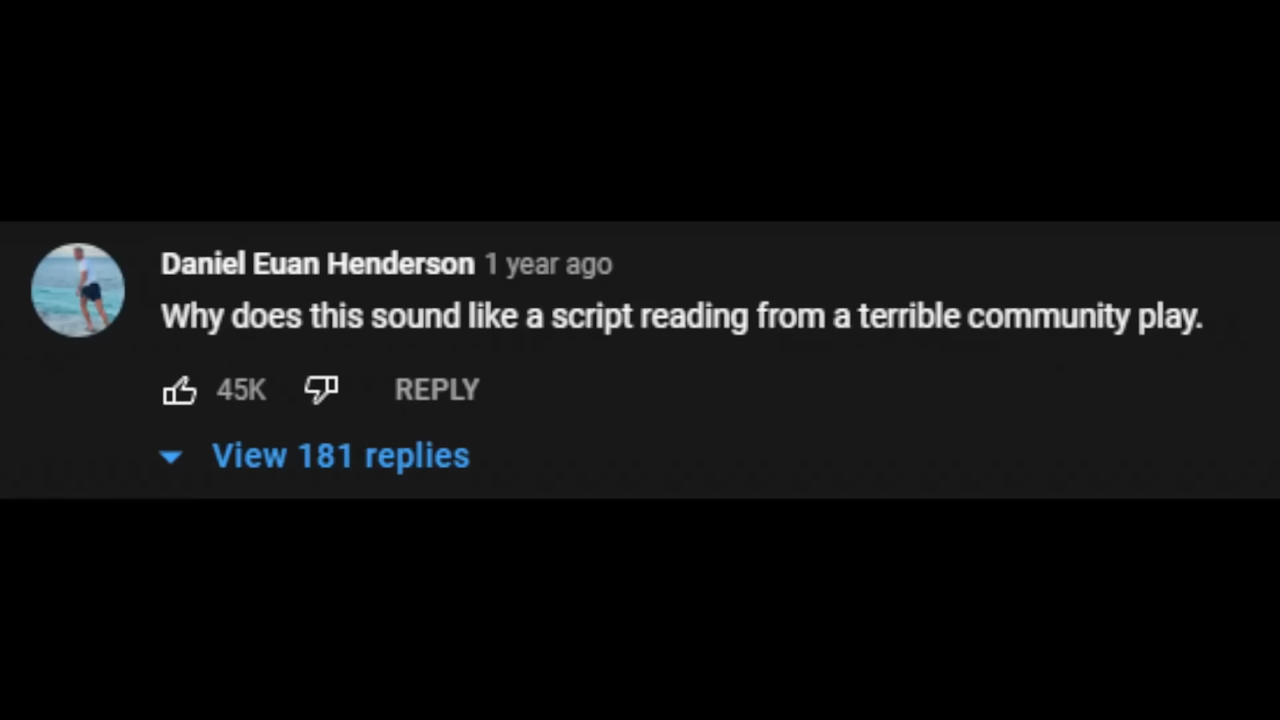 Daniel Euan Henderson 1 year ago
Why does this sound like a script reading from a terrible community play.
45K REPLY
View 181 replies